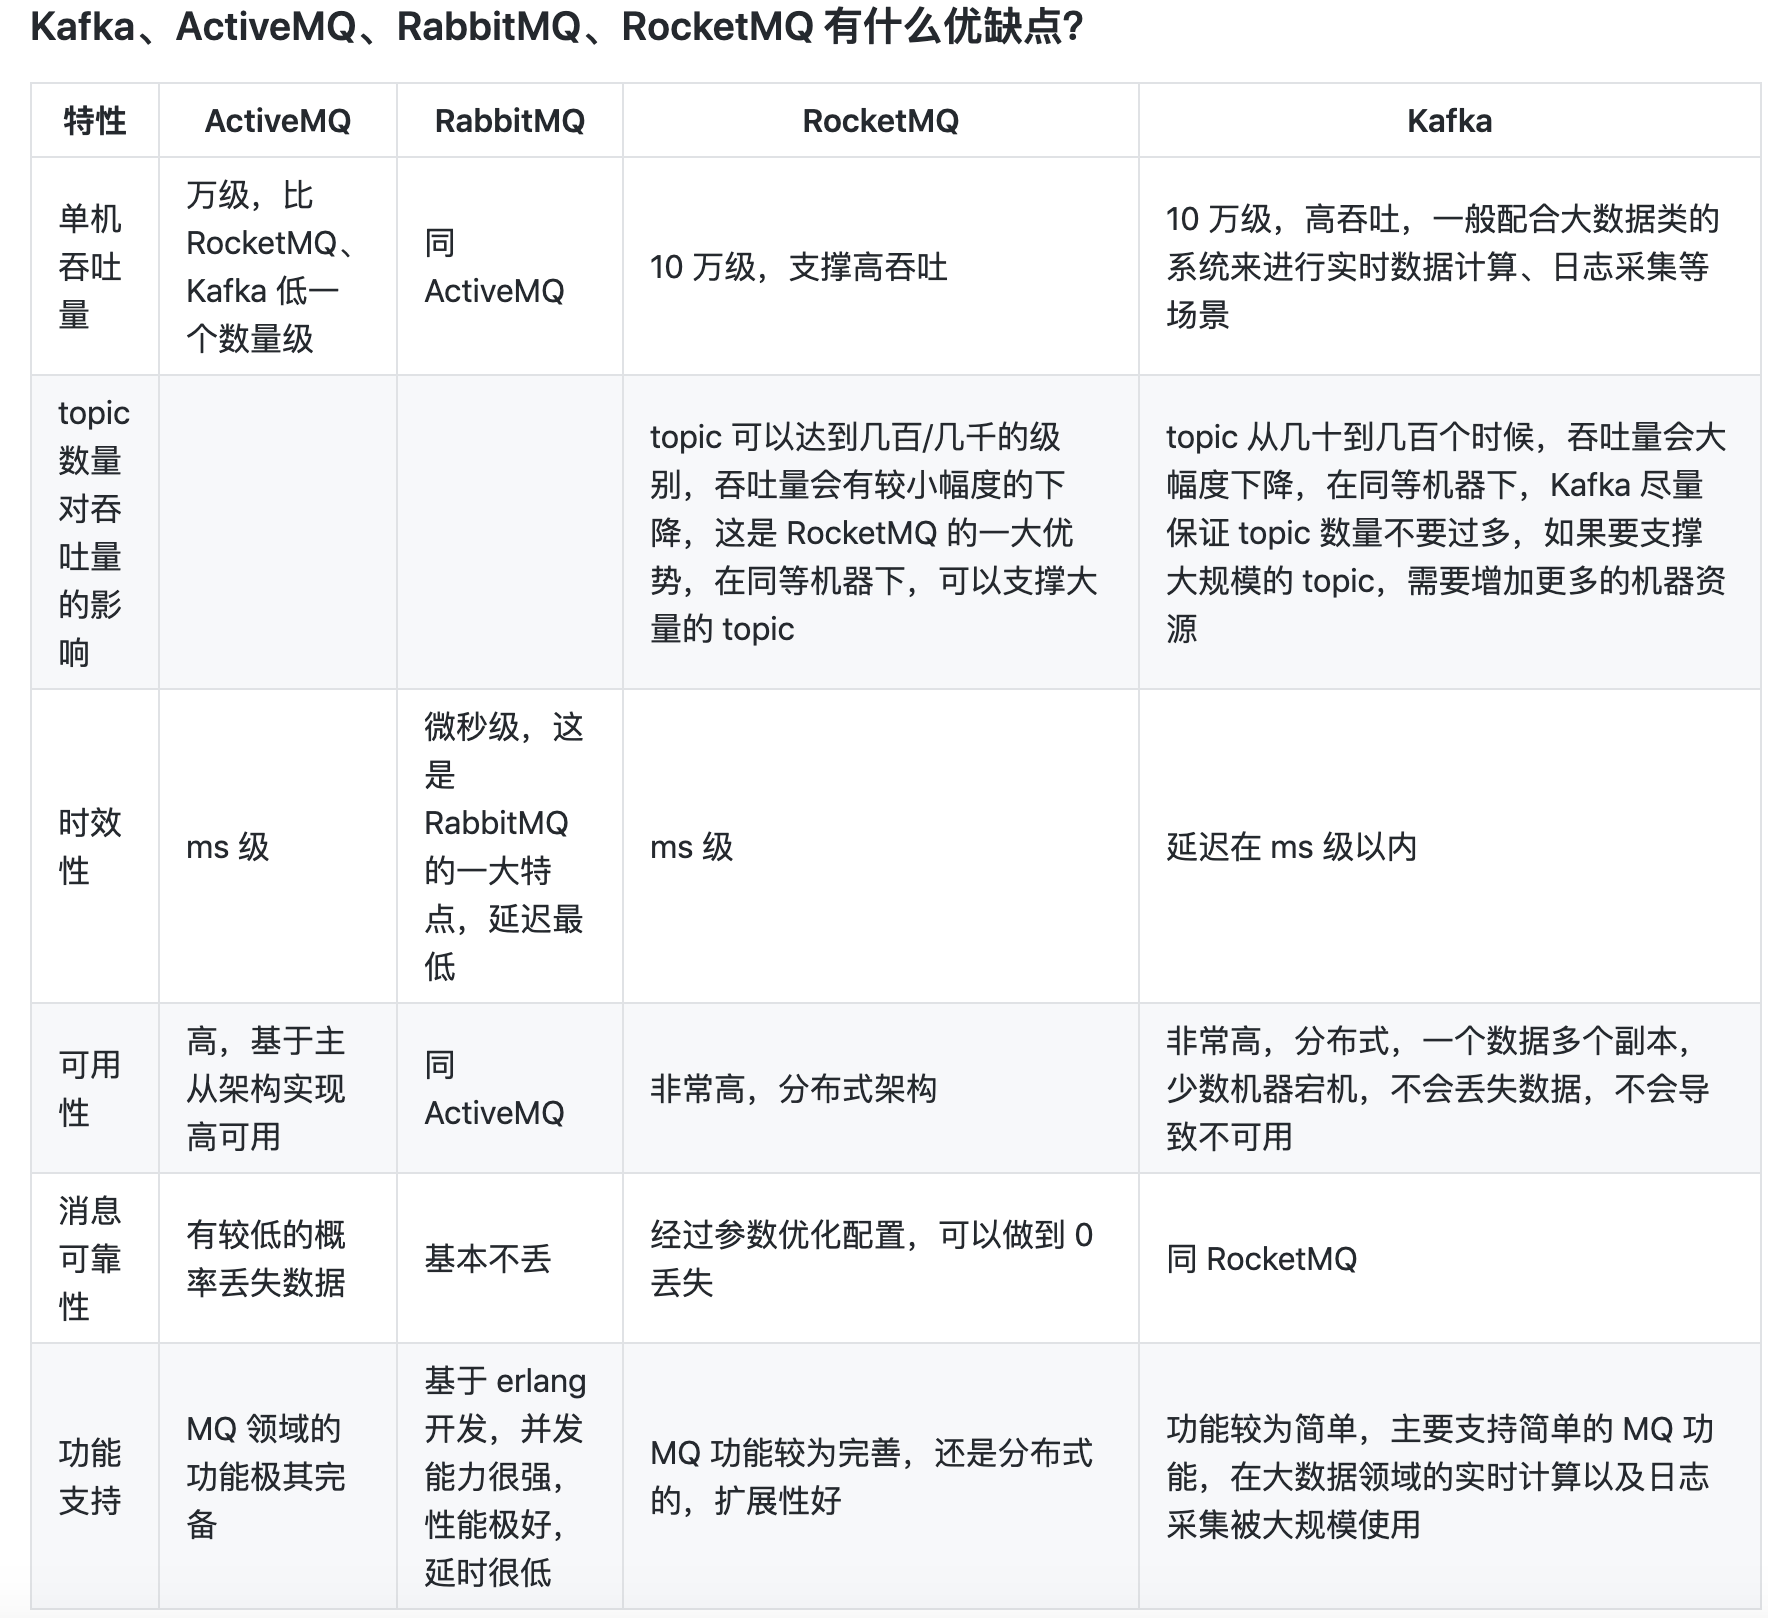 Kafka、ActiveMQ、RabbitMQ、RocketMQ 有什么优缺点?
特性
ActiveMQ
RabbitMQ
RocketMQ
Kafka
单机
吞吐
量
万级，比
RocketMQ、
Kafka 低一
个数量级
同
ActiveMQ
10 万级，支撑高吞吐
10 万级，高吞吐，一般配合大数据类的
系统来进行实时数据计算、日志采集等
场景
topic
数量
对吞
吐量
的影
响
topic 可以达到几百/几千的级
别，吞吐量会有较小幅度的下
降，这是 RocketMQ 的一大优
势，在同等机器下，可以支撑大
量的 topic
topic 从几十到几百个时候，吞吐量会大
幅度下降，在同等机器下，Kafka 尽量
保证 topic 数量不要过多，如果要支撑
大规模的 topic，需要增加更多的机器资
源
时效
性
ms 级
微秒级，这
是
RabbitMQ
的一大特
点，延迟最
低
ms 级
延迟在 ms 级以内
可用
性
高，基于主
从架构实现
高可用
同
ActiveMQ
非常高，分布式架构
非常高，分布式，一个数据多个副本，
少数机器宕机，不会丢失数据，不会导
致不可用
消息
可靠
性
有较低的概
率丢失数据
基本不丢
经过参数优化配置，可以做到 0
丢失
同 RocketMQ
功能
支持
MQ 领域的
功能极其完
备
基于 erlang
开发，并发
能力很强，
性能极好，
延时很低
MQ 功能较为完善，还是分布式
的，扩展性好
功能较为简单，主要支持简单的 MQ 功
能，在大数据领域的实时计算以及日志
采集被大规模使用